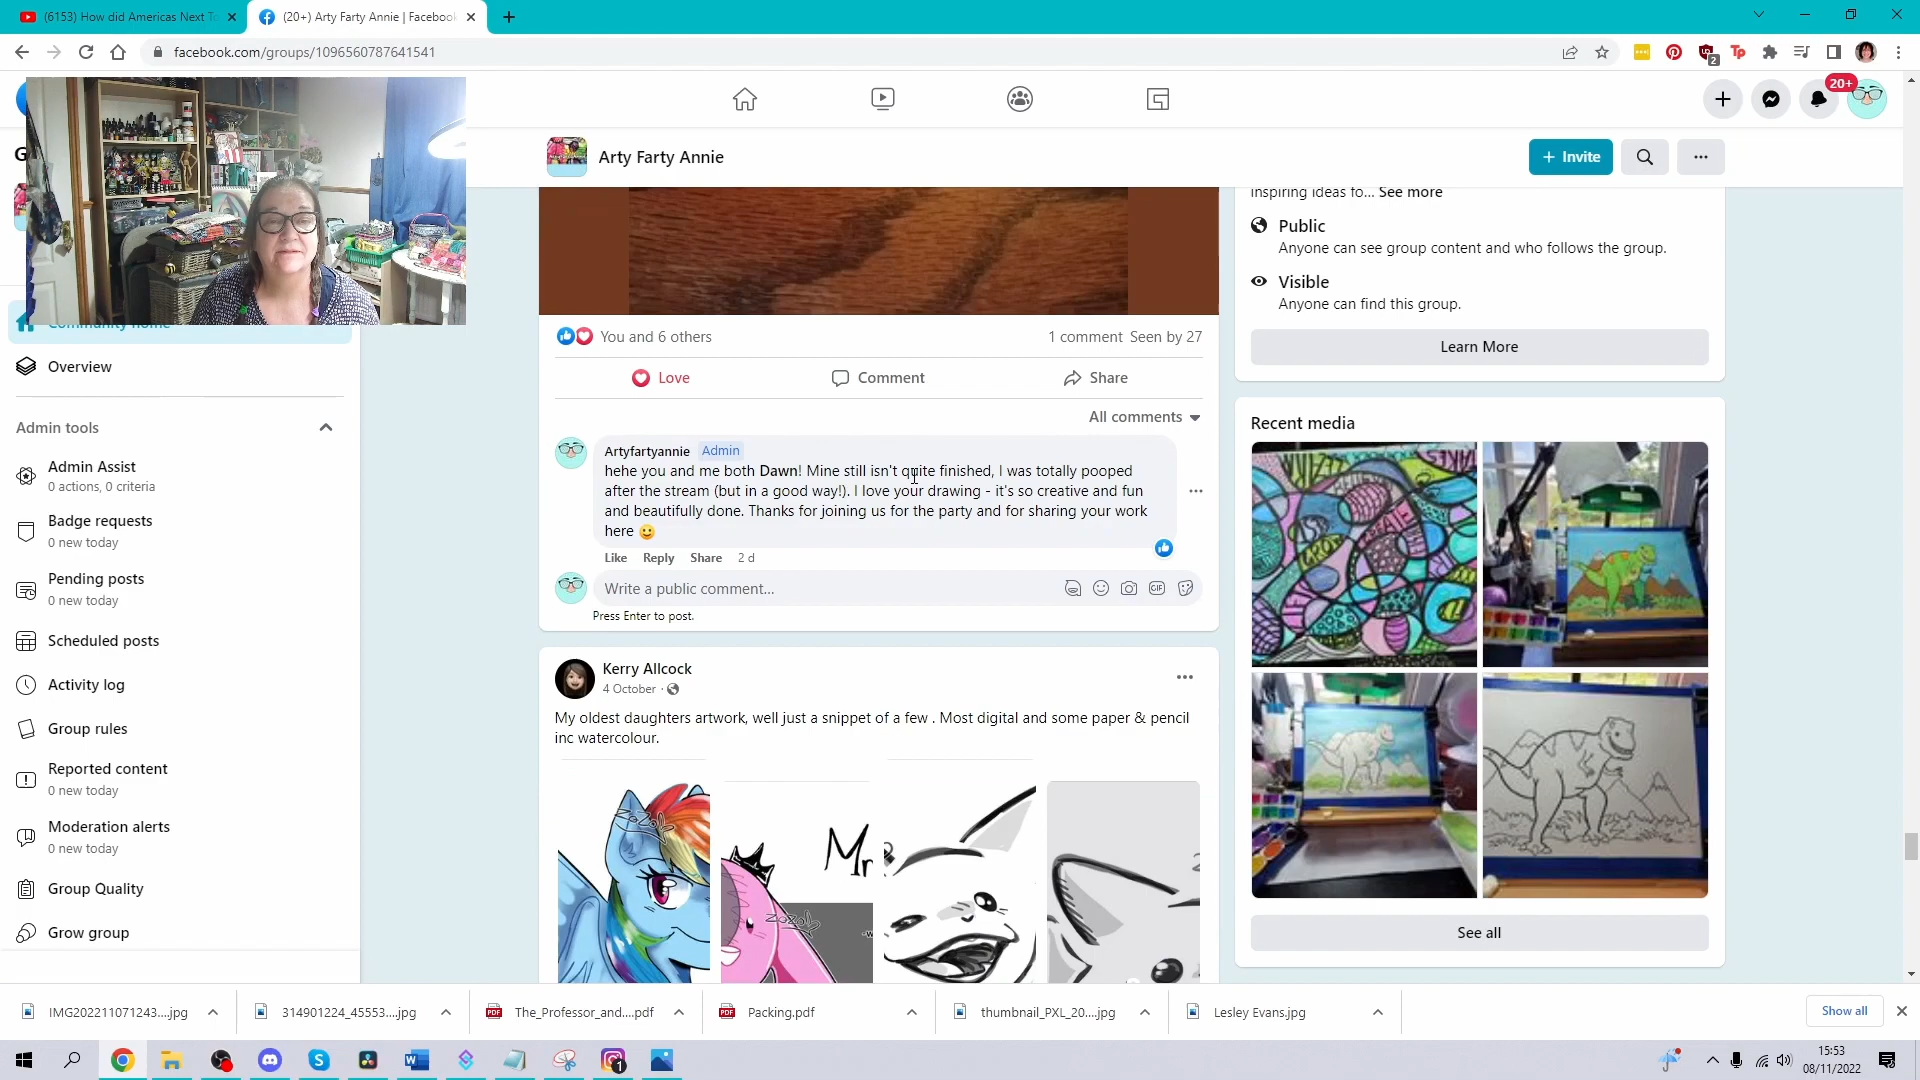 (6153) How did Americas Next To
(20+) Arty Farty Annie | Facebook
facebook.com/groups/1096560787641541
2
20+
Arty Farty Annie
+ Invite
Community home
Overview
Admin tools
Admin Assist
0 actions, 0 criteria
Badge requests
0 new today
Pending posts
0 new today
Scheduled posts
Activity log
Group rules
Reported content
0 new today
Moderation alerts
0 new today
Group Quality
Grow group
You and 6 others
1 comment Seen by 27
Love
Comment
Share
All comments
Artyfartyannie Admin
hehe you and me both Dawn! Mine still isn't quite finished, I was totally pooped
after the stream (but in a good way!). I love your drawing - it's so creative and fun
and beautifully done. Thanks for joining us for the party and for sharing your work
here
Like Reply Share 2 d
Write a public comment...
GIF
Press Enter to post.
Kerry Allcock
4 October ·
My oldest daughters artwork, well just a snippet of a few . Most digital and some paper & pencil
inc watercolour.
inspiring ideas fo... See more
Public
Anyone can see group content and who follows the group.
Visible
Anyone can find this group.
Learn More
Recent media
See all
IMG202211071243....jpg
314901224_45553....jpg
The_Professor_and....pdf
Packing.pdf
thumbnail_PXL_20....jpg
Lesley Evans.jpg
Show all
1
15:53
08/11/2022